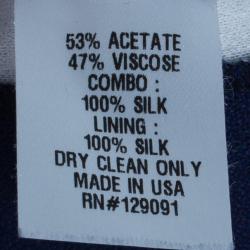 53% ACETATE
47% VISCOSE
COMBO :
100% SILK
LINING :
100% SILK
DRY CLEAN ONLY
MADE IN USA
RN#129091